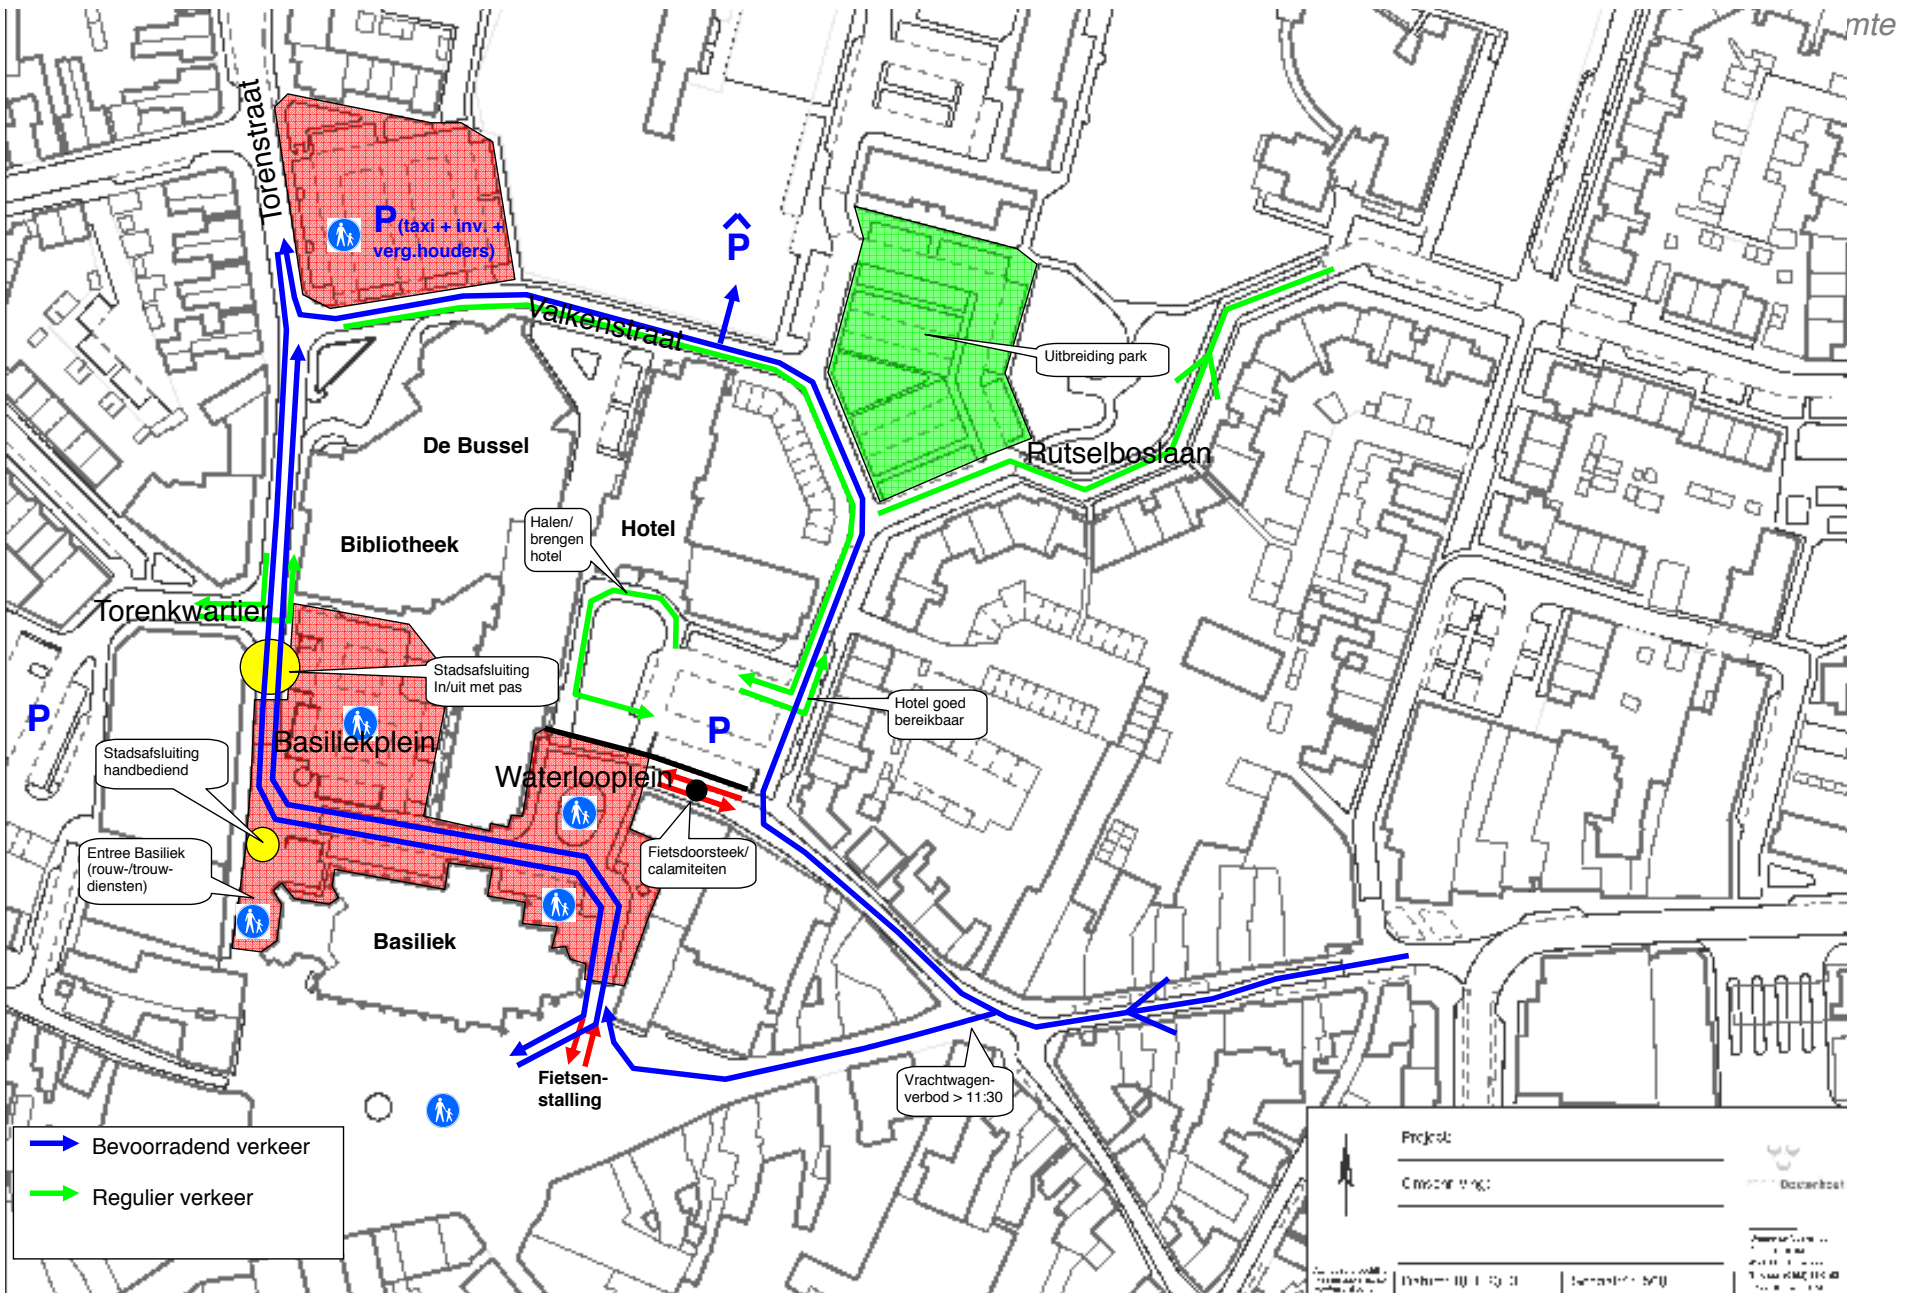 mte
Torenstraat
P (taxi + inv. +
verg.houders)
P
Valkenstraat
Uitbreiding park
Rutselboslaan
De Bussel
Halen/
brengen
hotel
Hotel
Bibliotheek
Torenkwartier
Stadsafsluiting
In/uit met pas
Hotel goed
bereikbaar
P
P
Basiliekplein
Stadsafsluiting
handbediend
Waterlooplein
Fietsdoorsteek/
calamiteiten
Entree Basiliek
(rouw-/trouw-
diensten)
Basiliek
Fietsen-
stalling
Vrachtwagen-
verbod > 11:30
Bevoorradend verkeer
Regulier verkeer
Project:
Omschrijving:
Oosterhout